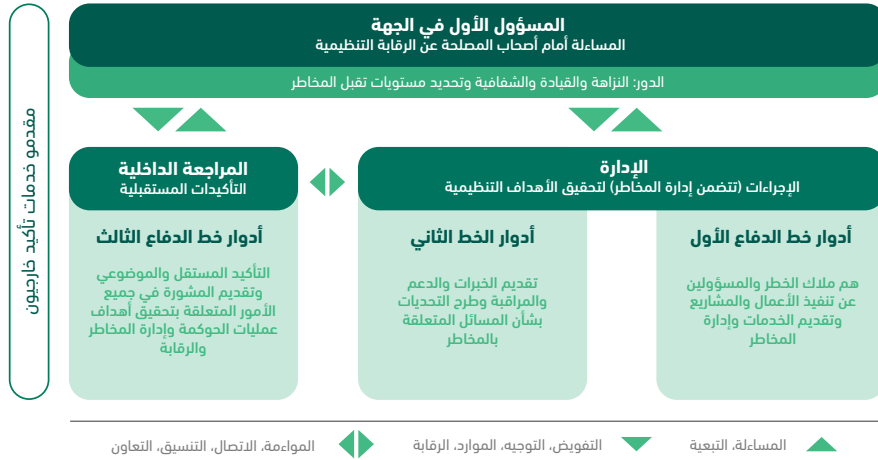 المسؤول الأول في الجهة
المساءلة أمام أصحاب المصلحة عن الرقابة التنظيمية
الدور: النزاهة والقيادة والشفافية وتحديد مستويات تقبل المخاطر
الإدارة
الإجراءات (تتضمن إدارة المخاطر) لتحقيق الأهداف التنظيمية
أدوار خط الدفاع الأول
هم ملاك الخطر والمسؤولين
عن تنفيذ الأعمال والمشاريع
وتقديم الخدمات وإدارة
المخاطر
أدوار الخط الثاني
تقديم الخبرات والدعم
والمراقبة وطرح التحديات
بشأن المسائل المتعلقة
بالمخاطر
المراجعة الداخلية
التأكيدات المستقبلية
أدوار خط الدفاع الثالث
التأكيد المستقل والموضوعي
وتقديم المشورة في جميع
الأمور المتعلقة بتحقيق أهداف
عمليات الحوكمة وإدارة المخاطر
والرقابة
مقدمو خدمات تأكيد خارجيون
المساءلة، التبعية
التفويض، التوجيه، الموارد، الرقابة
المواءمة، الاتصال، التنسيق، التعاون